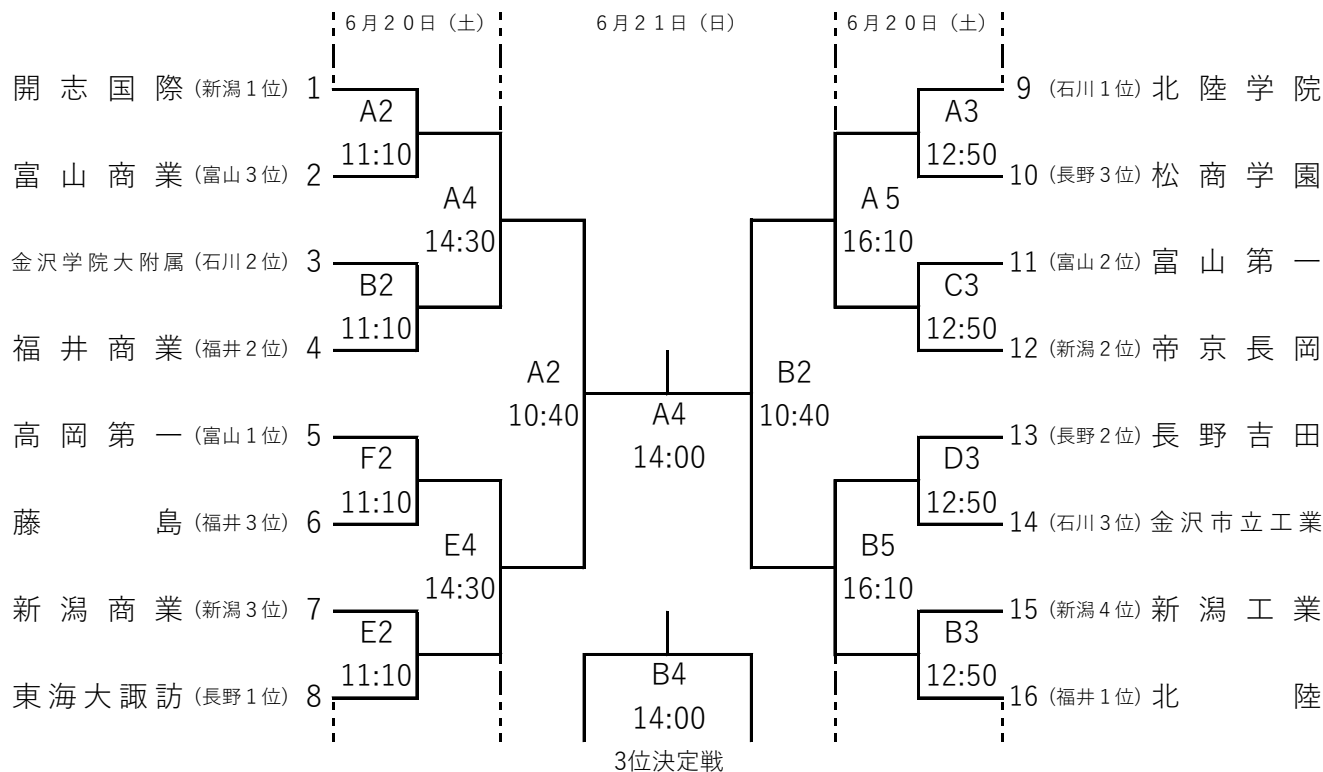 6月20日（土） 6月21日（日） 6月20日（土）
開志国際 (新潟1位) 1
A2
11:10
富山商業 (富山3位) 2
A4
14:30
金沢学院大附属 (石川2位) 3
B2
11:10
福井商業 (福井2位) 4
A2
10:40
高岡第一 (富山1位) 5
F2
11:10
藤島 (福井3位) 6
E4
14:30
新潟商業 (新潟3位) 7
E2
11:10
東海大諏訪 (長野1位) 8
A4
14:00
B4
14:00
3位決定戦
9 (石川1位) 北陸学院
A3
12:50
10 (長野3位) 松商学園
A5
16:10
11 (富山2位) 富山第一
C3
12:50
12 (新潟2位) 帝京長岡
B2
10:40
13 (長野2位) 長野吉田
D3
12:50
14 (石川3位) 金沢市立工業
B5
16:10
15 (新潟4位) 新潟工業
B3
12:50
16 (福井1位) 北陸